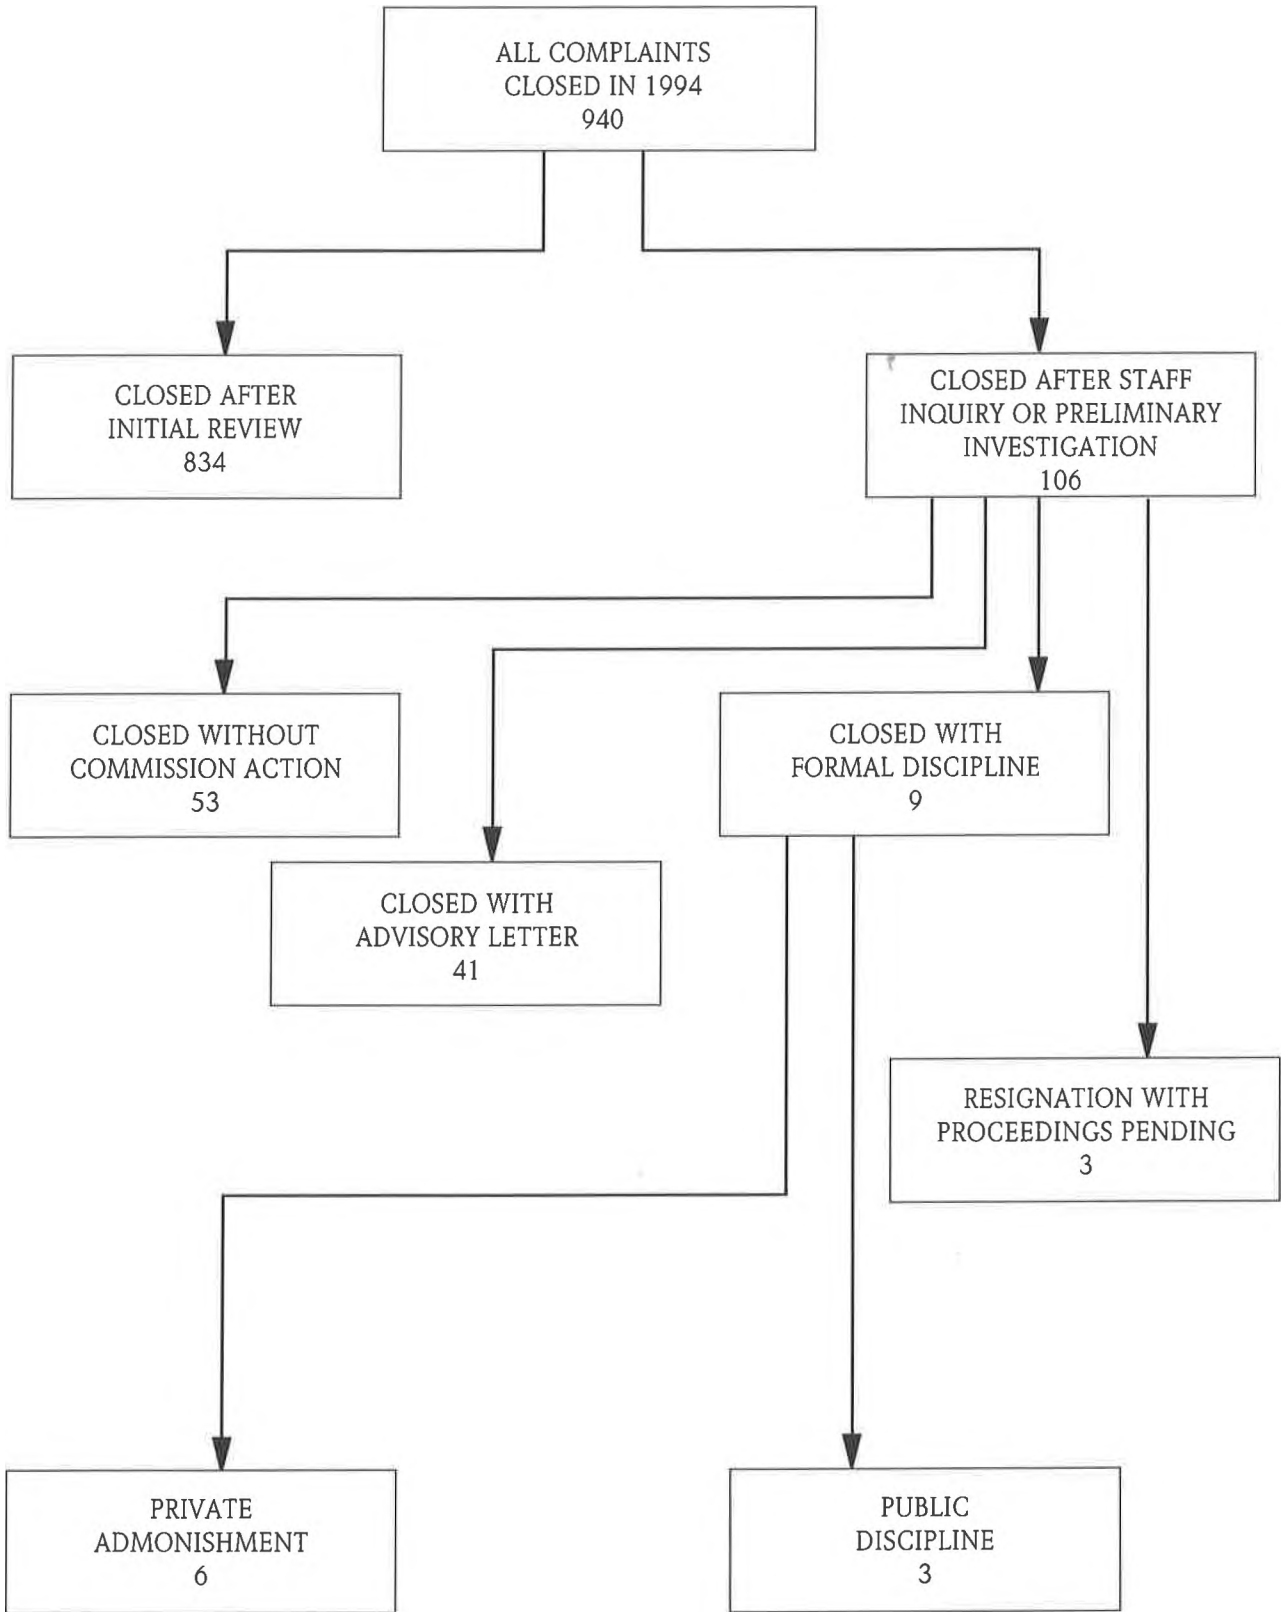 ALL COMPLAINTS
CLOSED IN 1994
940
CLOSED AFTER
INITIAL REVIEW
834
CLOSED AFTER STAFF
INQUIRY OR PRELIMINARY
INVESTIGATION
106
CLOSED WITHOUT
COMMISSION ACTION
53
CLOSED WITH
FORMAL DISCIPLINE
9
CLOSED WITH
ADVISORY LETTER
41
RESIGNATION WITH
PROCEEDINGS PENDING
3
PRIVATE
ADMONISHMENT
6
PUBLIC
DISCIPLINE
3